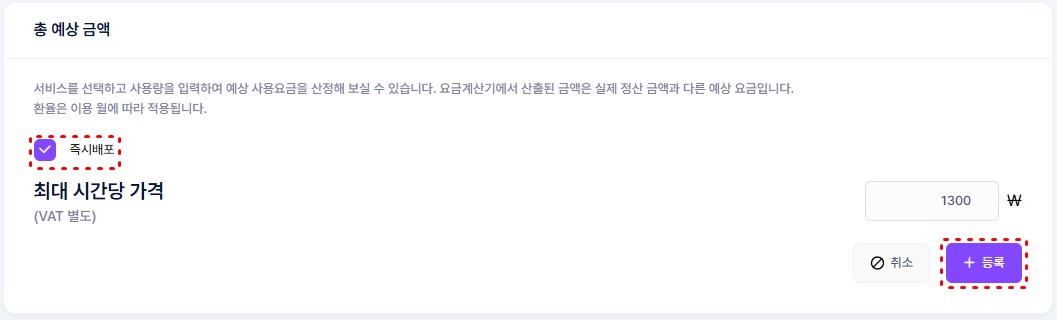 총 예상 금액
서비스를 선택하고 사용량을 입력하여 예상 사용요금을 산정해 보실 수 있습니다. 요금계산기에서 산출된 금액은 실제 정산 금액과 다른 예상 요금입니다.
환율은 이용 월에 따라 적용됩니다.
즉시배포
최대 시간당 가격
(VAT 별도)
1300 ₩
취소 + 등록